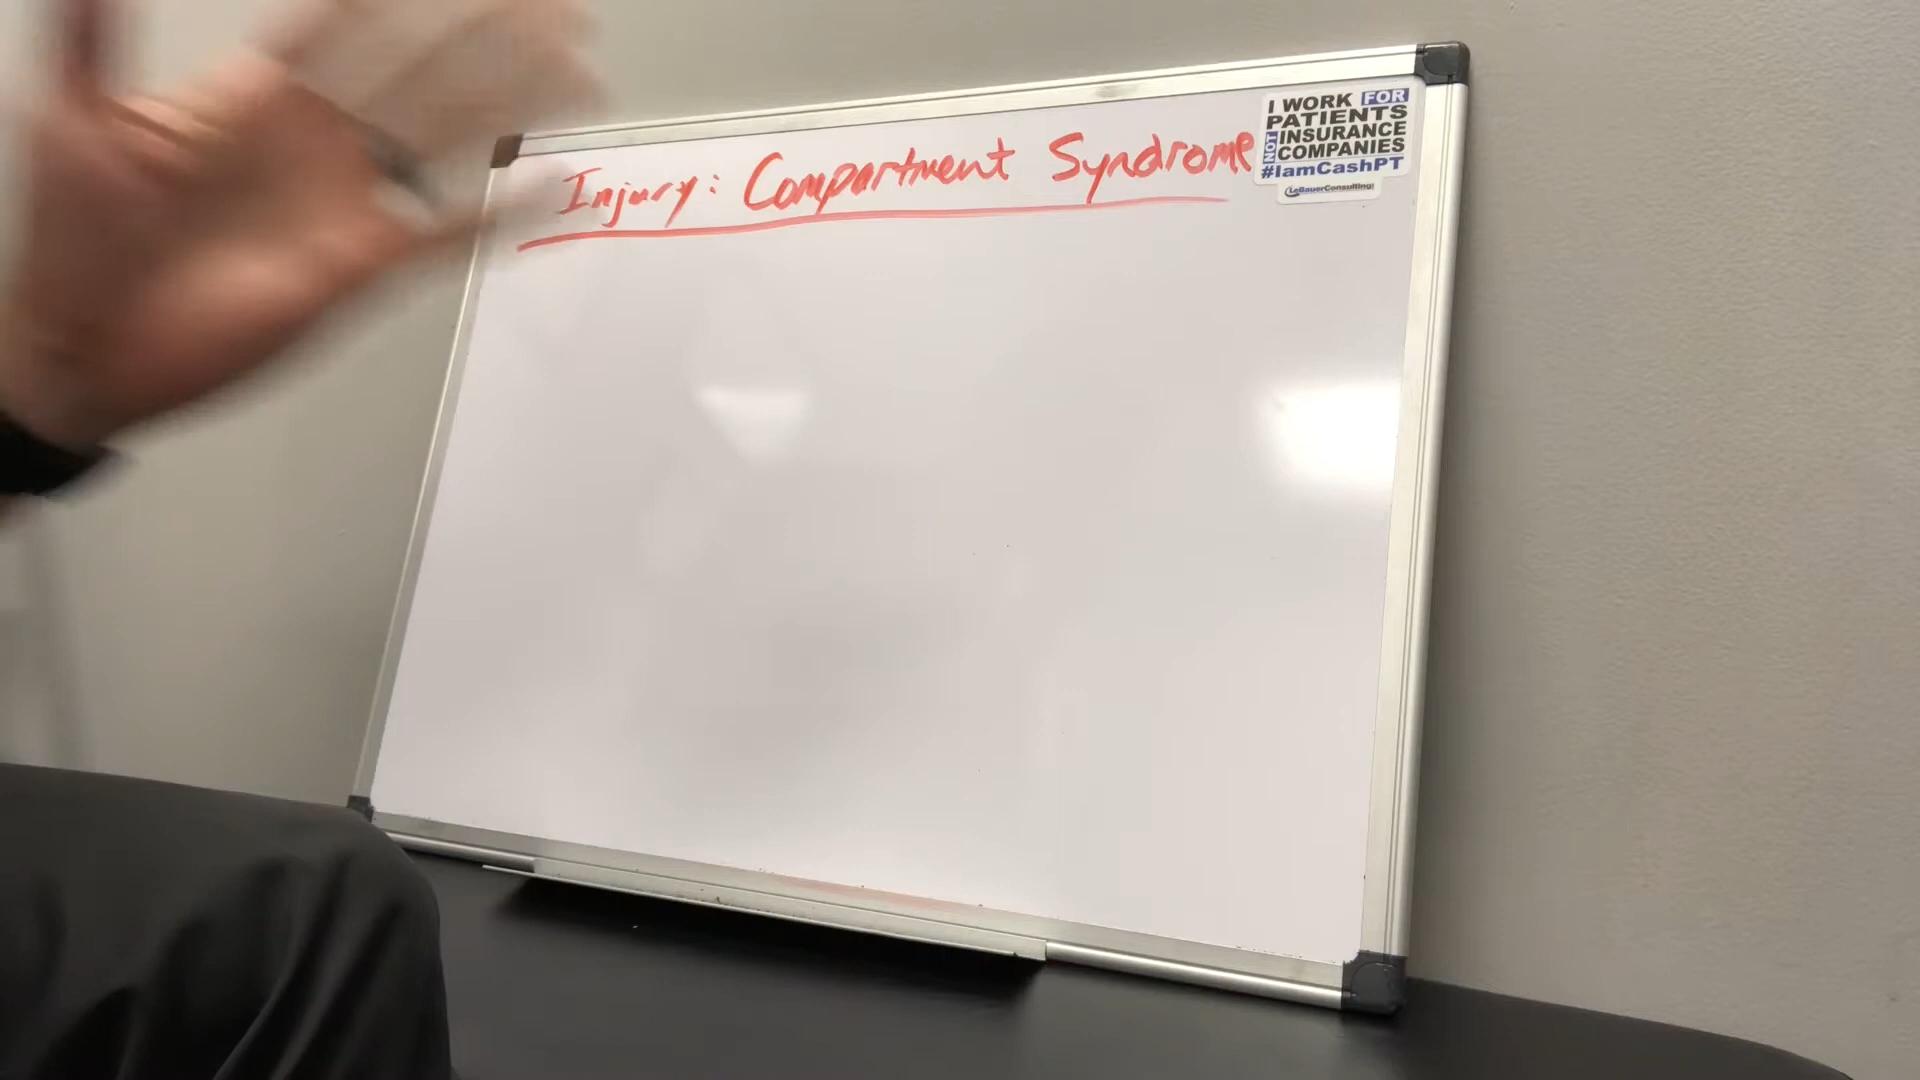 Injury: Compartment Syndrome
I WORK FOR
PATIENTS
NOT INSURANCE
COMPANIES
#IamCashPT
LeBauerConsulting